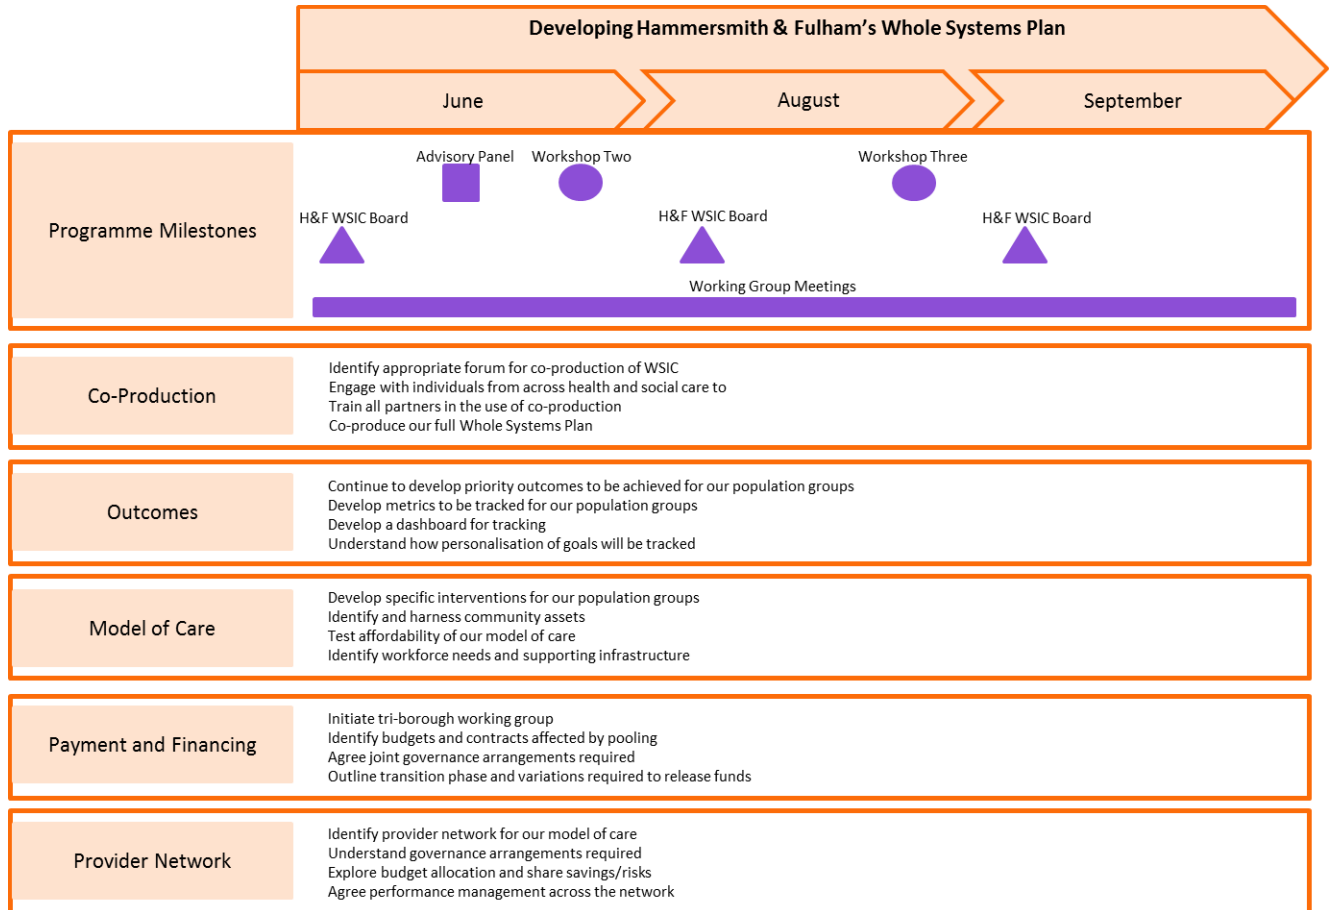 Developing Hammersmith & Fulham's Whole Systems Plan
June
August
September
Programme Milestones
Advisory Panel
Workshop Two
Workshop Three
H&F WSIC Board
H&F WSIC Board
H&F WSIC Board
Working Group Meetings
Co-Production
Identify appropriate forum for co-production of WSIC
Engage with individuals from across health and social care to
Train all partners in the use of co-production
Co-produce our full Whole Systems Plan
Outcomes
Continue to develop priority outcomes to be achieved for our population groups
Develop metrics to be tracked for our population groups
Develop a dashboard for tracking
Understand how personalisation of goals will be tracked
Model of Care
Develop specific interventions for our population groups
Identify and harness community assets
Test affordability of our model of care
Identify workforce needs and supporting infrastructure
Payment and Financing
Initiate tri-borough working group
Identify budgets and contracts affected by pooling
Agree joint governance arrangements required
Outline transition phase and variations required to release funds
Provider Network
Identify provider network for our model of care
Understand governance arrangements required
Explore budget allocation and share savings/risks
Agree performance management across the network